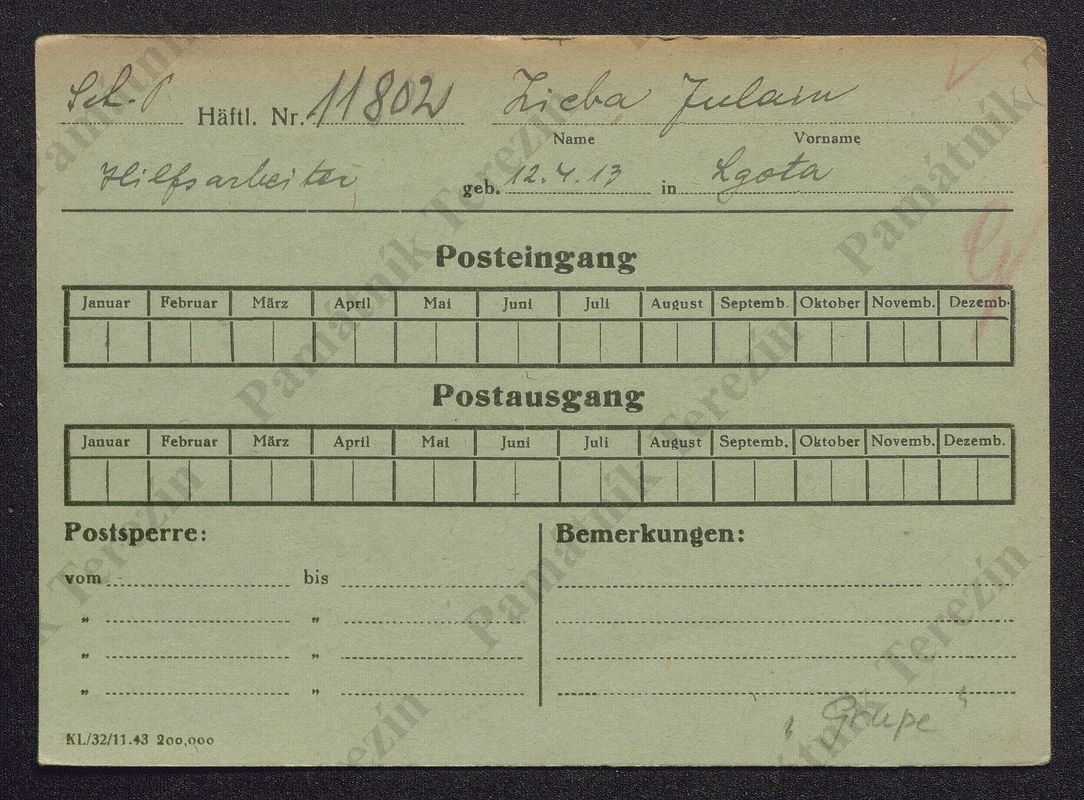 Sch. P Häftl. Nr. 11802 Zieba Julain
Name Vorname
Hilfsarbeiter geb. 12.4.13 in Lgota
Posteingang
Januar Februar März April Mai Juni Juli August Septemb. Oktober Novemb. Dezemb.
Postausgang
Januar Februar März April Mai Juni Juli August Septemb. Oktober Novemb. Dezemb.
Postsperre: Bemerkungen:
vom bis
" "
" "
" "
KL/32/11.43 200,000
Památník Terezín